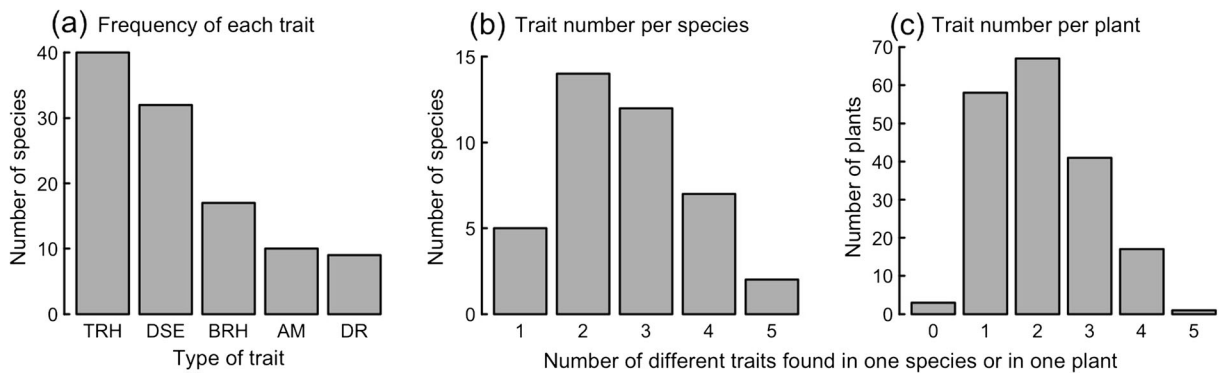 (a) Frequency of each trait
Number of species
40
30
20
10
0
TRH DSE BRH AM DR
Type of trait
(b) Trait number per species
Number of species
15
10
5
0
1 2 3 4 5
(c) Trait number per plant
Number of plants
70
60
50
40
30
20
10
0
0 1 2 3 4 5
Number of different traits found in one species or in one plant